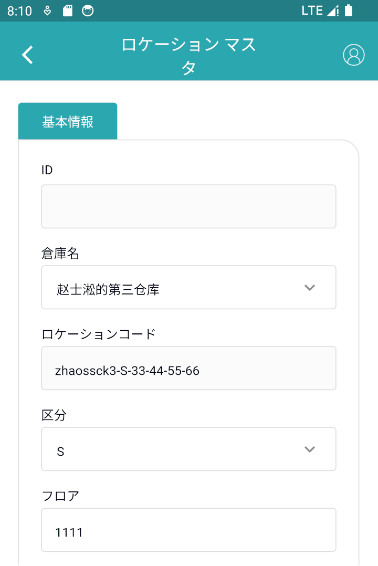 8:10
LTE
ロケーション マス
タ
基本情報
ID
倉庫名
赵士淞的第三仓库
ロケーションコード
zhaossck3-S-33-44-55-66
区分
S
フロア
1111